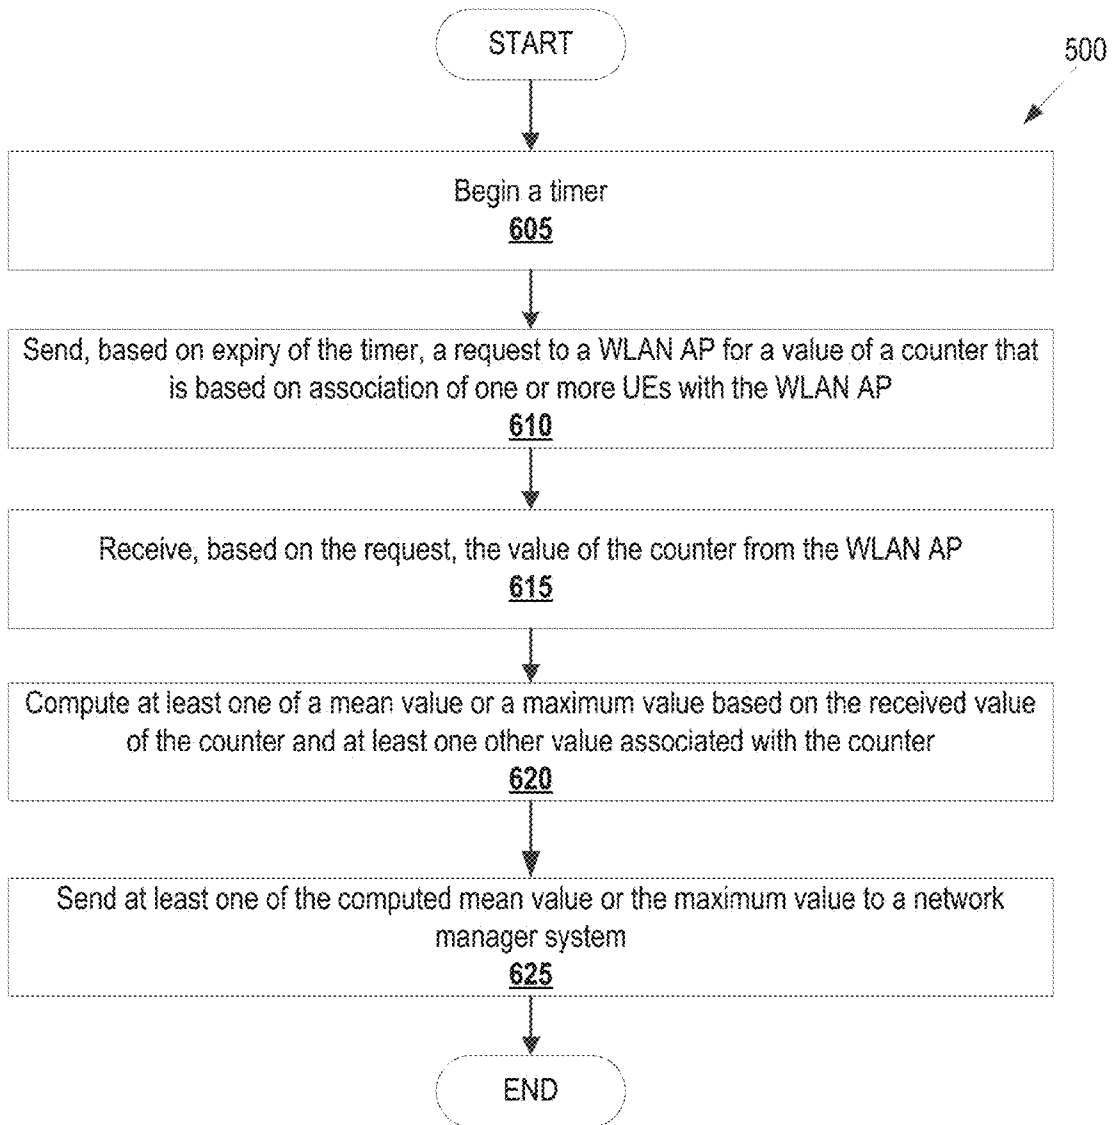 START
500
Begin a timer
605
Send, based on expiry of the timer, a request to a WLAN AP for a value of a counter that
is based on association of one or more UEs with the WLAN AP
610
Receive, based on the request, the value of the counter from the WLAN AP
615
Compute at least one of a mean value or a maximum value based on the received value
of the counter and at least one other value associated with the counter
620
Send at least one of the computed mean value or the maximum value to a network
manager system
625
END